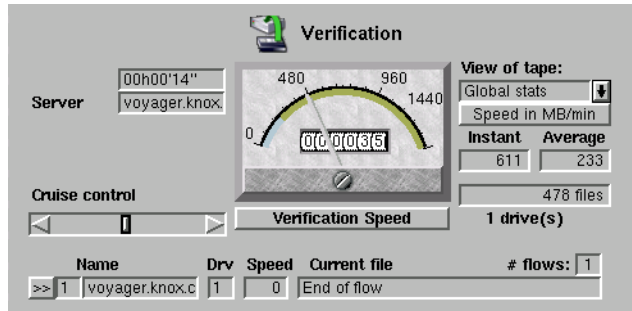 Verification
00h00'14"
Server
voyager.knox.
480
960
1440
0
000035
View of tape:
Global stats
Speed in MB/min
Instant Average
611 233
478 files
1 drive(s)
Cruise control
Verification Speed
Name Drv Speed Current file # flows: 1
>> 1 voyager.knox.c 1 0 End of flow